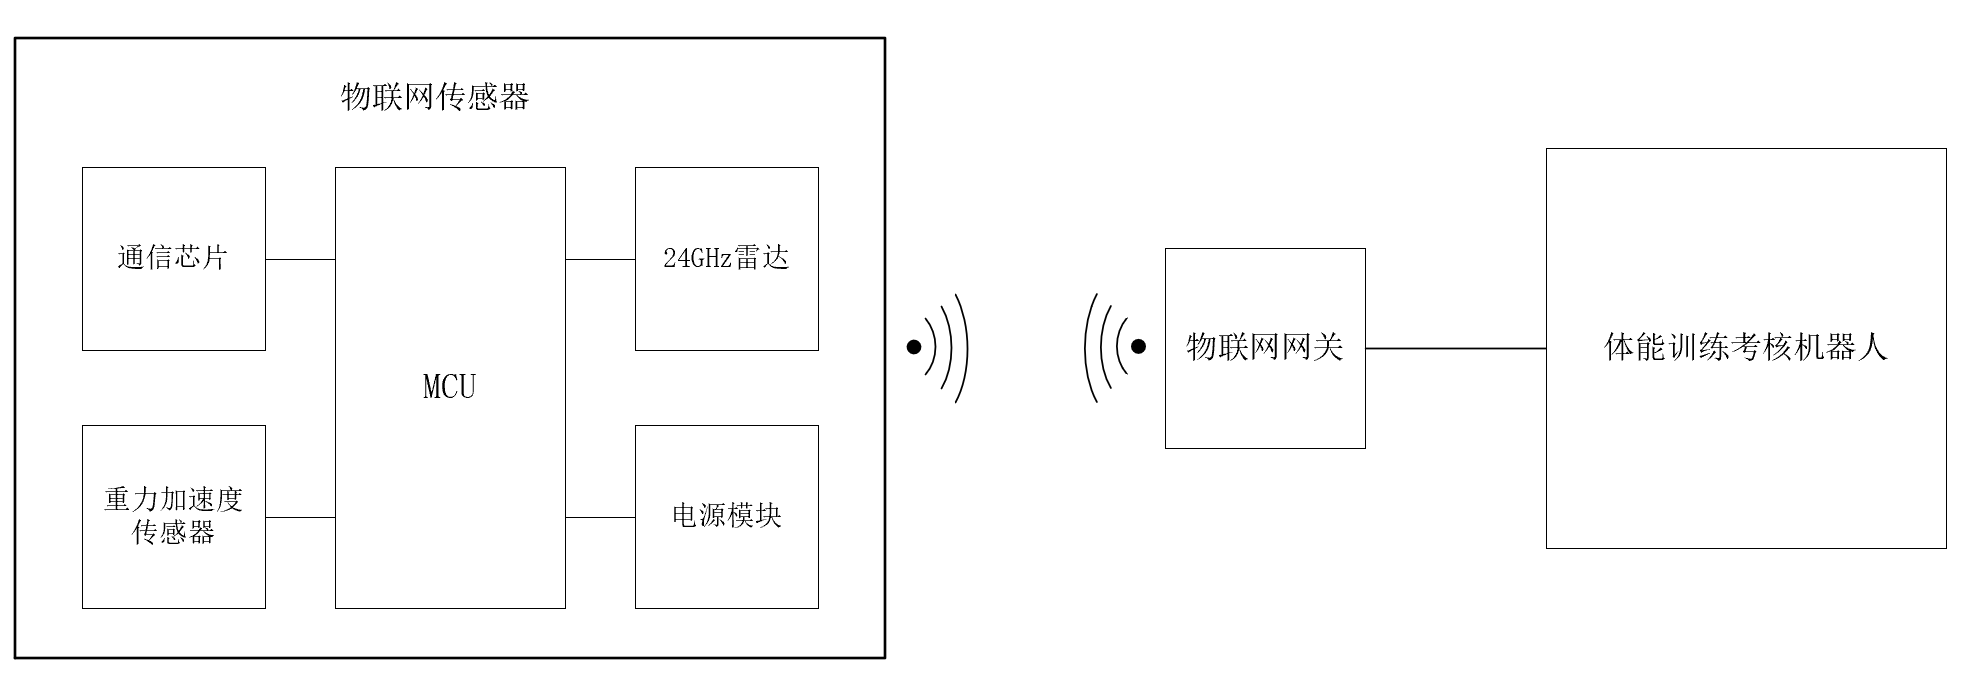 物联网传感器
通信芯片
MCU
24GHz雷达
重力加速度
传感器
电源模块
物联网网关
体能训练考核机器人